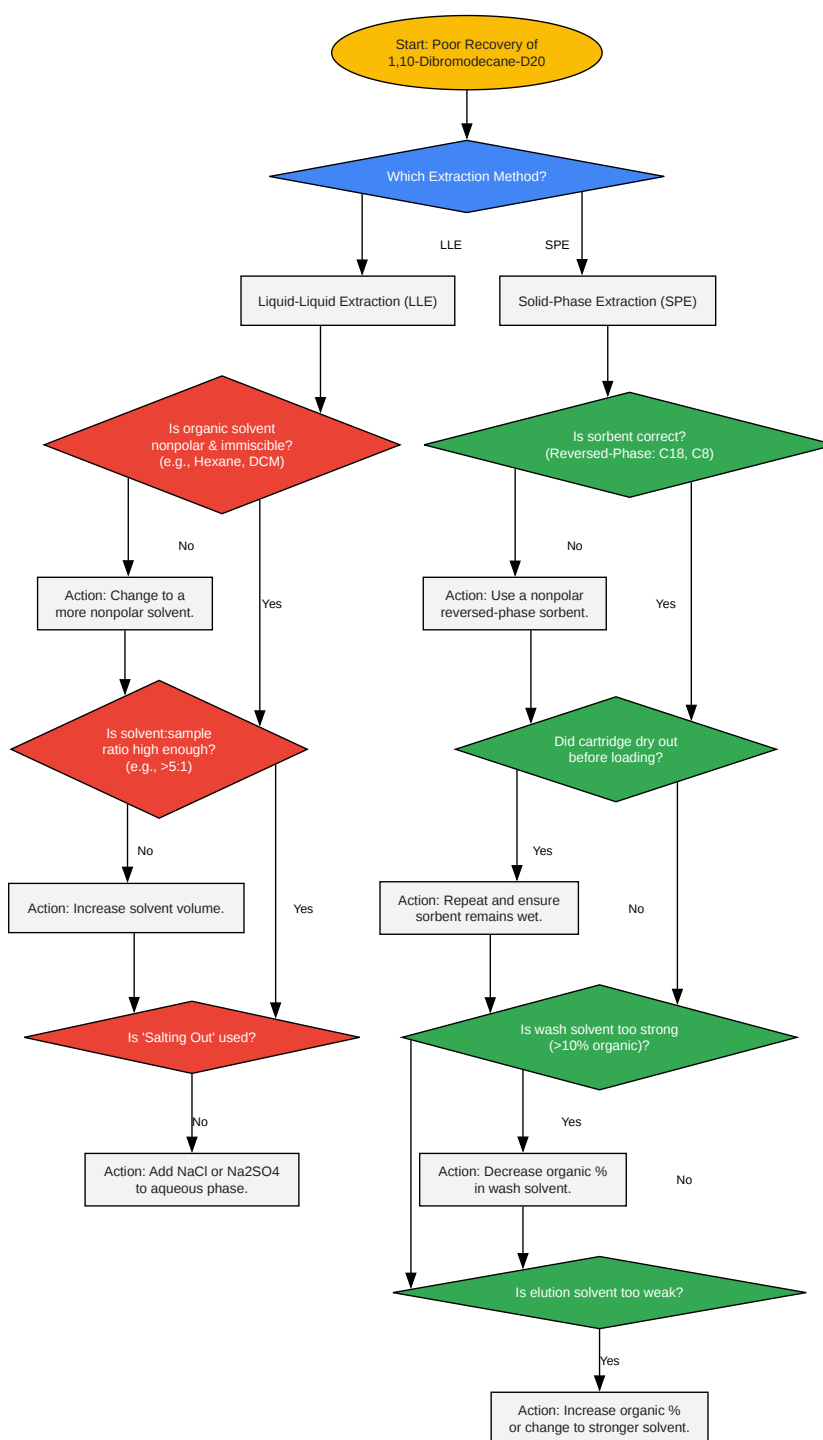 Start: Poor Recovery of
1,10-Dibromodecane-D20
Which Extraction Method?
LLE
SPE
Liquid-Liquid Extraction (LLE)
Solid-Phase Extraction (SPE)
Is organic solvent
nonpolar & immiscible?
(e.g., Hexane, DCM)
Is sorbent correct?
(Reversed-Phase: C18, C8)
No
No
Action: Change to a
more nonpolar solvent.
Yes
Action: Use a nonpolar
reversed-phase sorbent.
Yes
Is solvent:sample
ratio high enough?
(e.g., >5:1)
Did cartridge dry out
before loading?
No
Yes
Action: Increase solvent volume.
Yes
Action: Repeat and ensure
sorbent remains wet.
No
Is 'Salting Out' used?
Is wash solvent too strong
(>10% organic)?
No
Yes
Action: Add NaCl or Na2SO4
to aqueous phase.
Action: Decrease organic %
in wash solvent.
No
Is elution solvent too weak?
Yes
Action: Increase organic %
or change to stronger solvent.